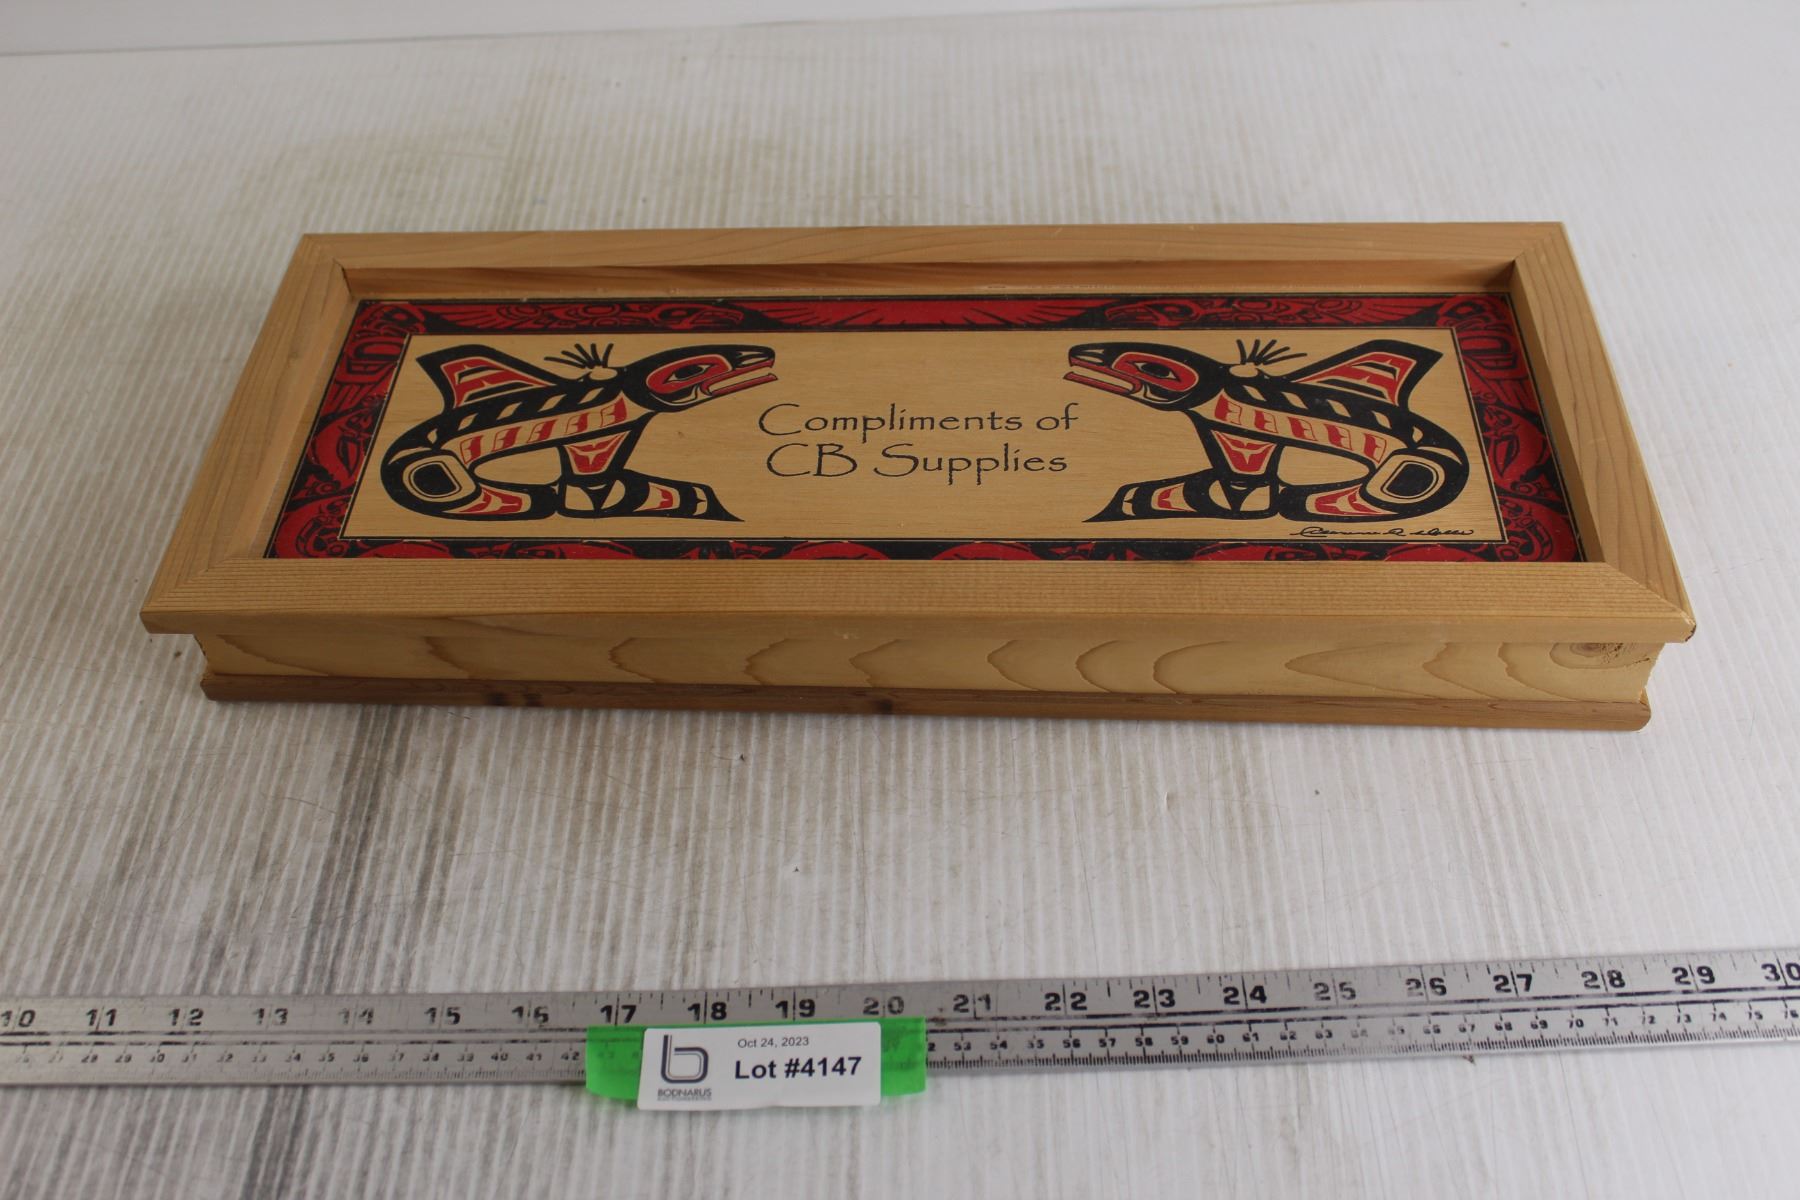 Compliments of
CB Supplies
10 11 12 13 14 15 16 17 18 19 20 21 22 23 24 25 26 27 28 29 30
Oct 24, 2023
Lot #4147
BODNARUS